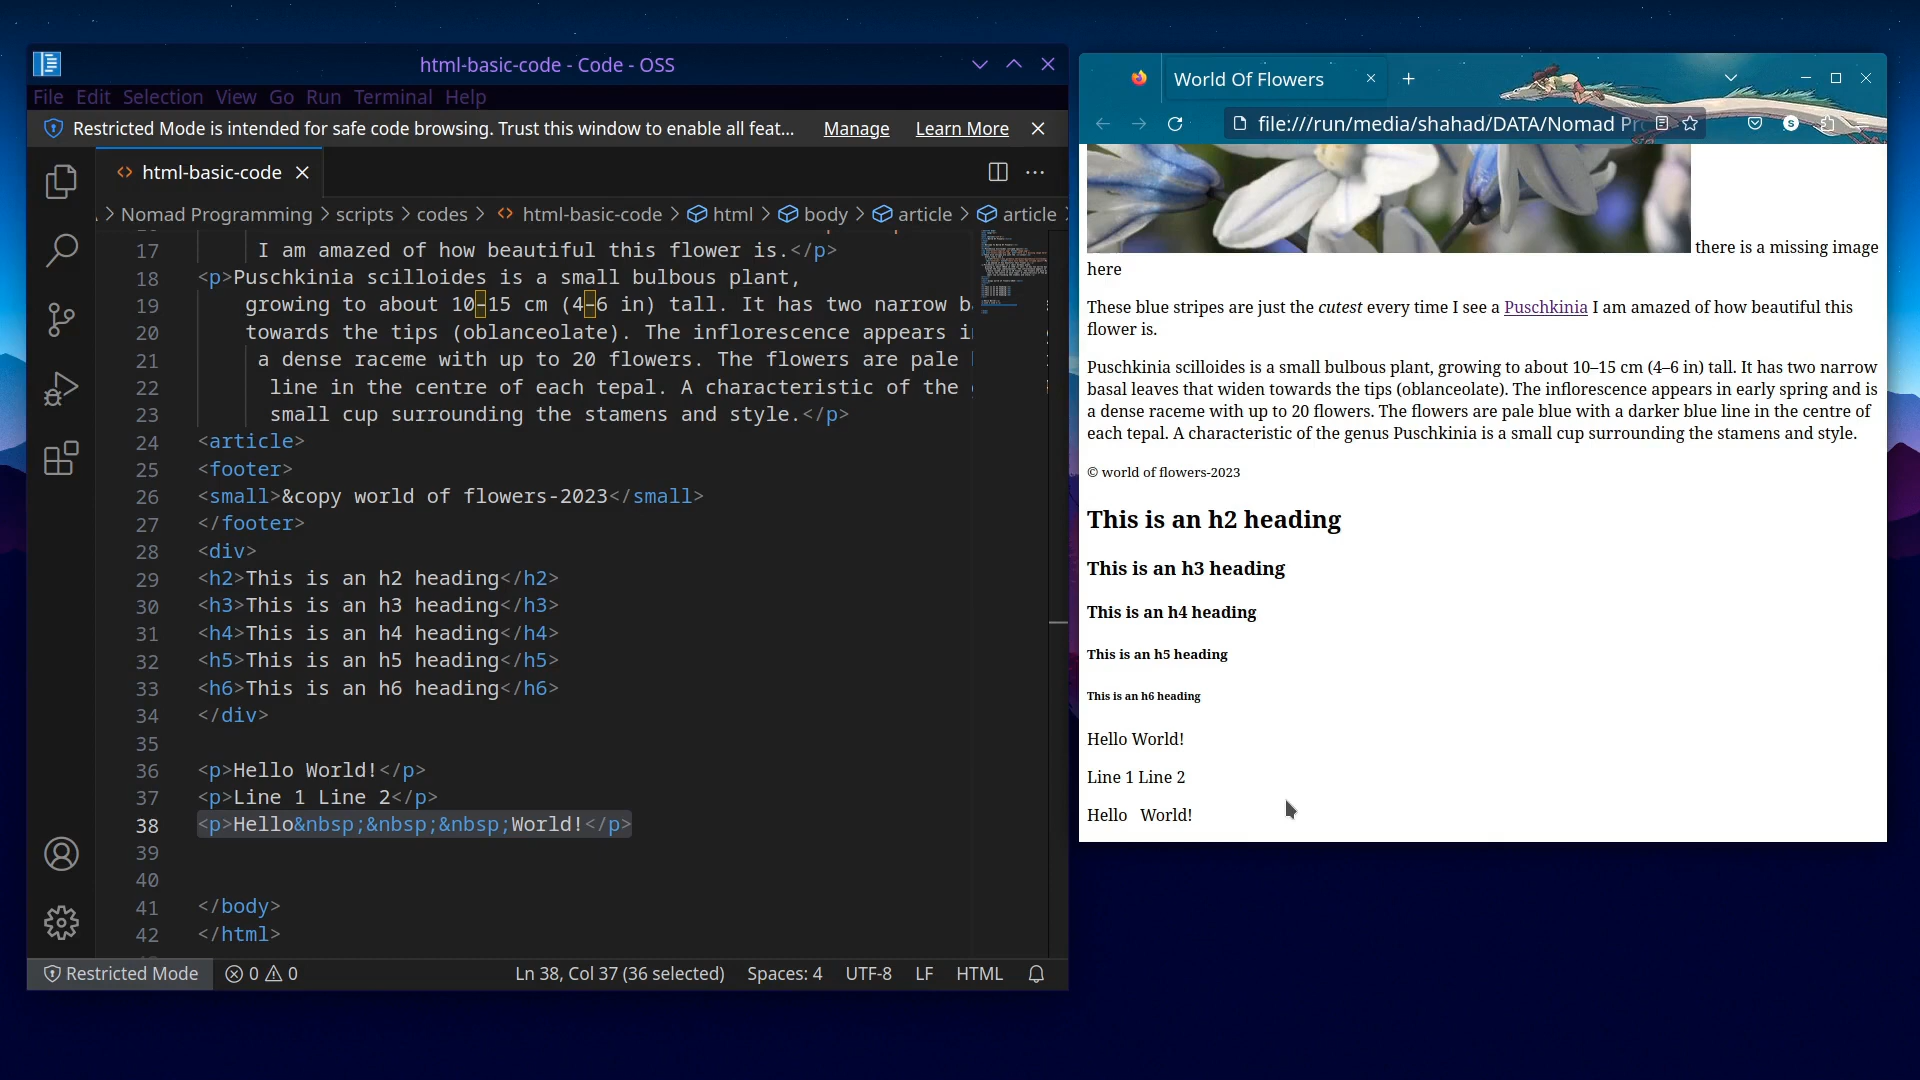 html-basic-code - Code - OSS
File Edit Selection View Go Run Terminal Help
Restricted Mode is intended for safe code browsing. Trust this window to enable all feat... Manage Learn More
html-basic-code
Nomad Programming > scripts > codes > html-basic-code > html > body > article > article
17 I am amazed of how beautiful this flower is.</p>
18 <p>Puschkinia scilloides is a small bulbous plant,
19 growing to about 10–15 cm (4–6 in) tall. It has two narrow b
20 towards the tips (oblanceolate). The inflorescence appears i
21 a dense raceme with up to 20 flowers. The flowers are pale
22 line in the centre of each tepal. A characteristic of the
23 small cup surrounding the stamens and style.</p>
24 <article>
25 <footer>
26 <small>&copy world of flowers-2023</small>
27 </footer>
28 <div>
29 <h2>This is an h2 heading</h2>
30 <h3>This is an h3 heading</h3>
31 <h4>This is an h4 heading</h4>
32 <h5>This is an h5 heading</h5>
33 <h6>This is an h6 heading</h6>
34 </div>
35
36 <p>Hello World!</p>
37 <p>Line 1 Line 2</p>
38 <p>Hello&nbsp;&nbsp;&nbsp;World!</p>
39
40
41 </body>
42 </html>
Restricted Mode 0 0 Ln 38, Col 37 (36 selected) Spaces: 4 UTF-8 LF HTML
World Of Flowers
file:///run/media/shahad/DATA/Nomad Pr
S
there is a missing image
here
These blue stripes are just the cutest every time I see a Puschkinia I am amazed of how beautiful this
flower is.
Puschkinia scilloides is a small bulbous plant, growing to about 10–15 cm (4–6 in) tall. It has two narrow
basal leaves that widen towards the tips (oblanceolate). The inflorescence appears in early spring and is
a dense raceme with up to 20 flowers. The flowers are pale blue with a darker blue line in the centre of
each tepal. A characteristic of the genus Puschkinia is a small cup surrounding the stamens and style.
© world of flowers-2023
This is an h2 heading
This is an h3 heading
This is an h4 heading
This is an h5 heading
This is an h6 heading
Hello World!
Line 1 Line 2
Hello   World!